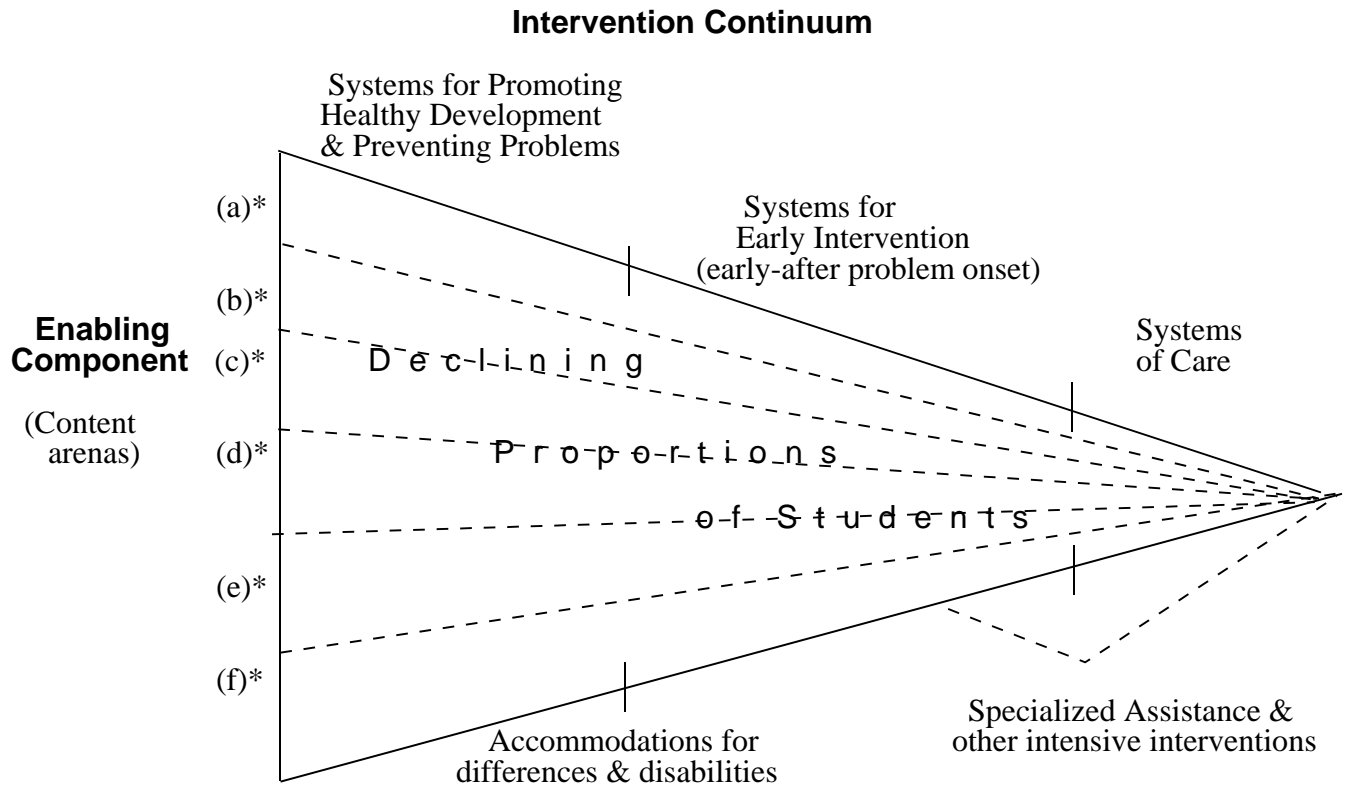 Intervention Continuum
Systems for Promoting
Healthy Development
& Preventing Problems
(a)*
Systems for
Early Intervention
(early-after problem onset)
(b)*
Enabling
Component
Systems
of Care
(c)*
Declining
(Content
arenas)
(d)*
Proportions
of Students
(e)*
(f)*
Specialized Assistance &
other intensive interventions
Accommodations for
differences & disabilities